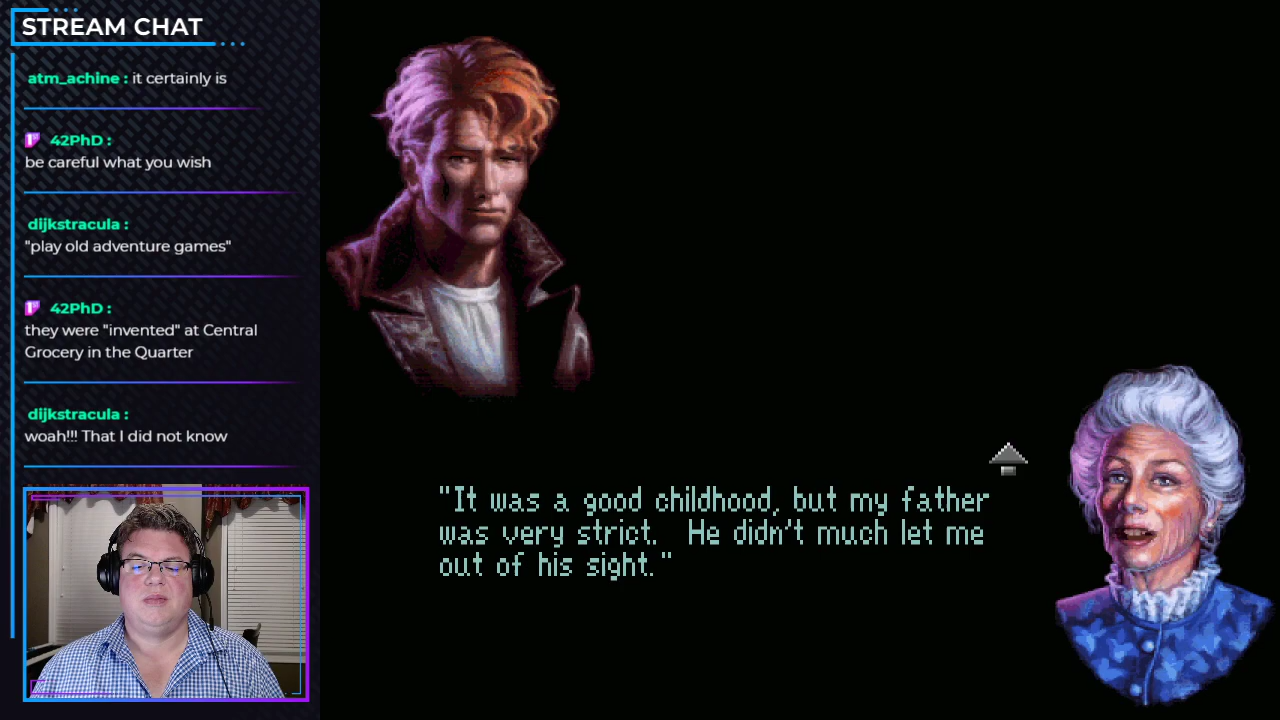 STREAM CHAT
atm_achine : it certainly is
42PhD :
be careful what you wish
dijkstracula :
"play old adventure games"
42PhD :
they were "invented" at Central
Grocery in the Quarter
dijkstracula :
woah!!! That I did not know
"It was a good childhood, but my father
was very strict.  He didn't much let me
out of his sight."